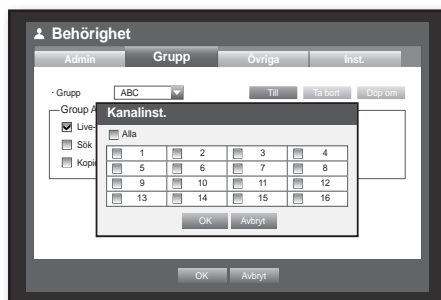 Behörighet
Admin Grupp Övriga Inst.
· Grupp ABC Till Ta bort Döp om
Group A
Kanalinst.
Live-
Alla
Sök
1 2 3 4
Kopie
5 6 7 8
9 10 11 12
13 14 15 16
OK Avbryt
OK Avbryt